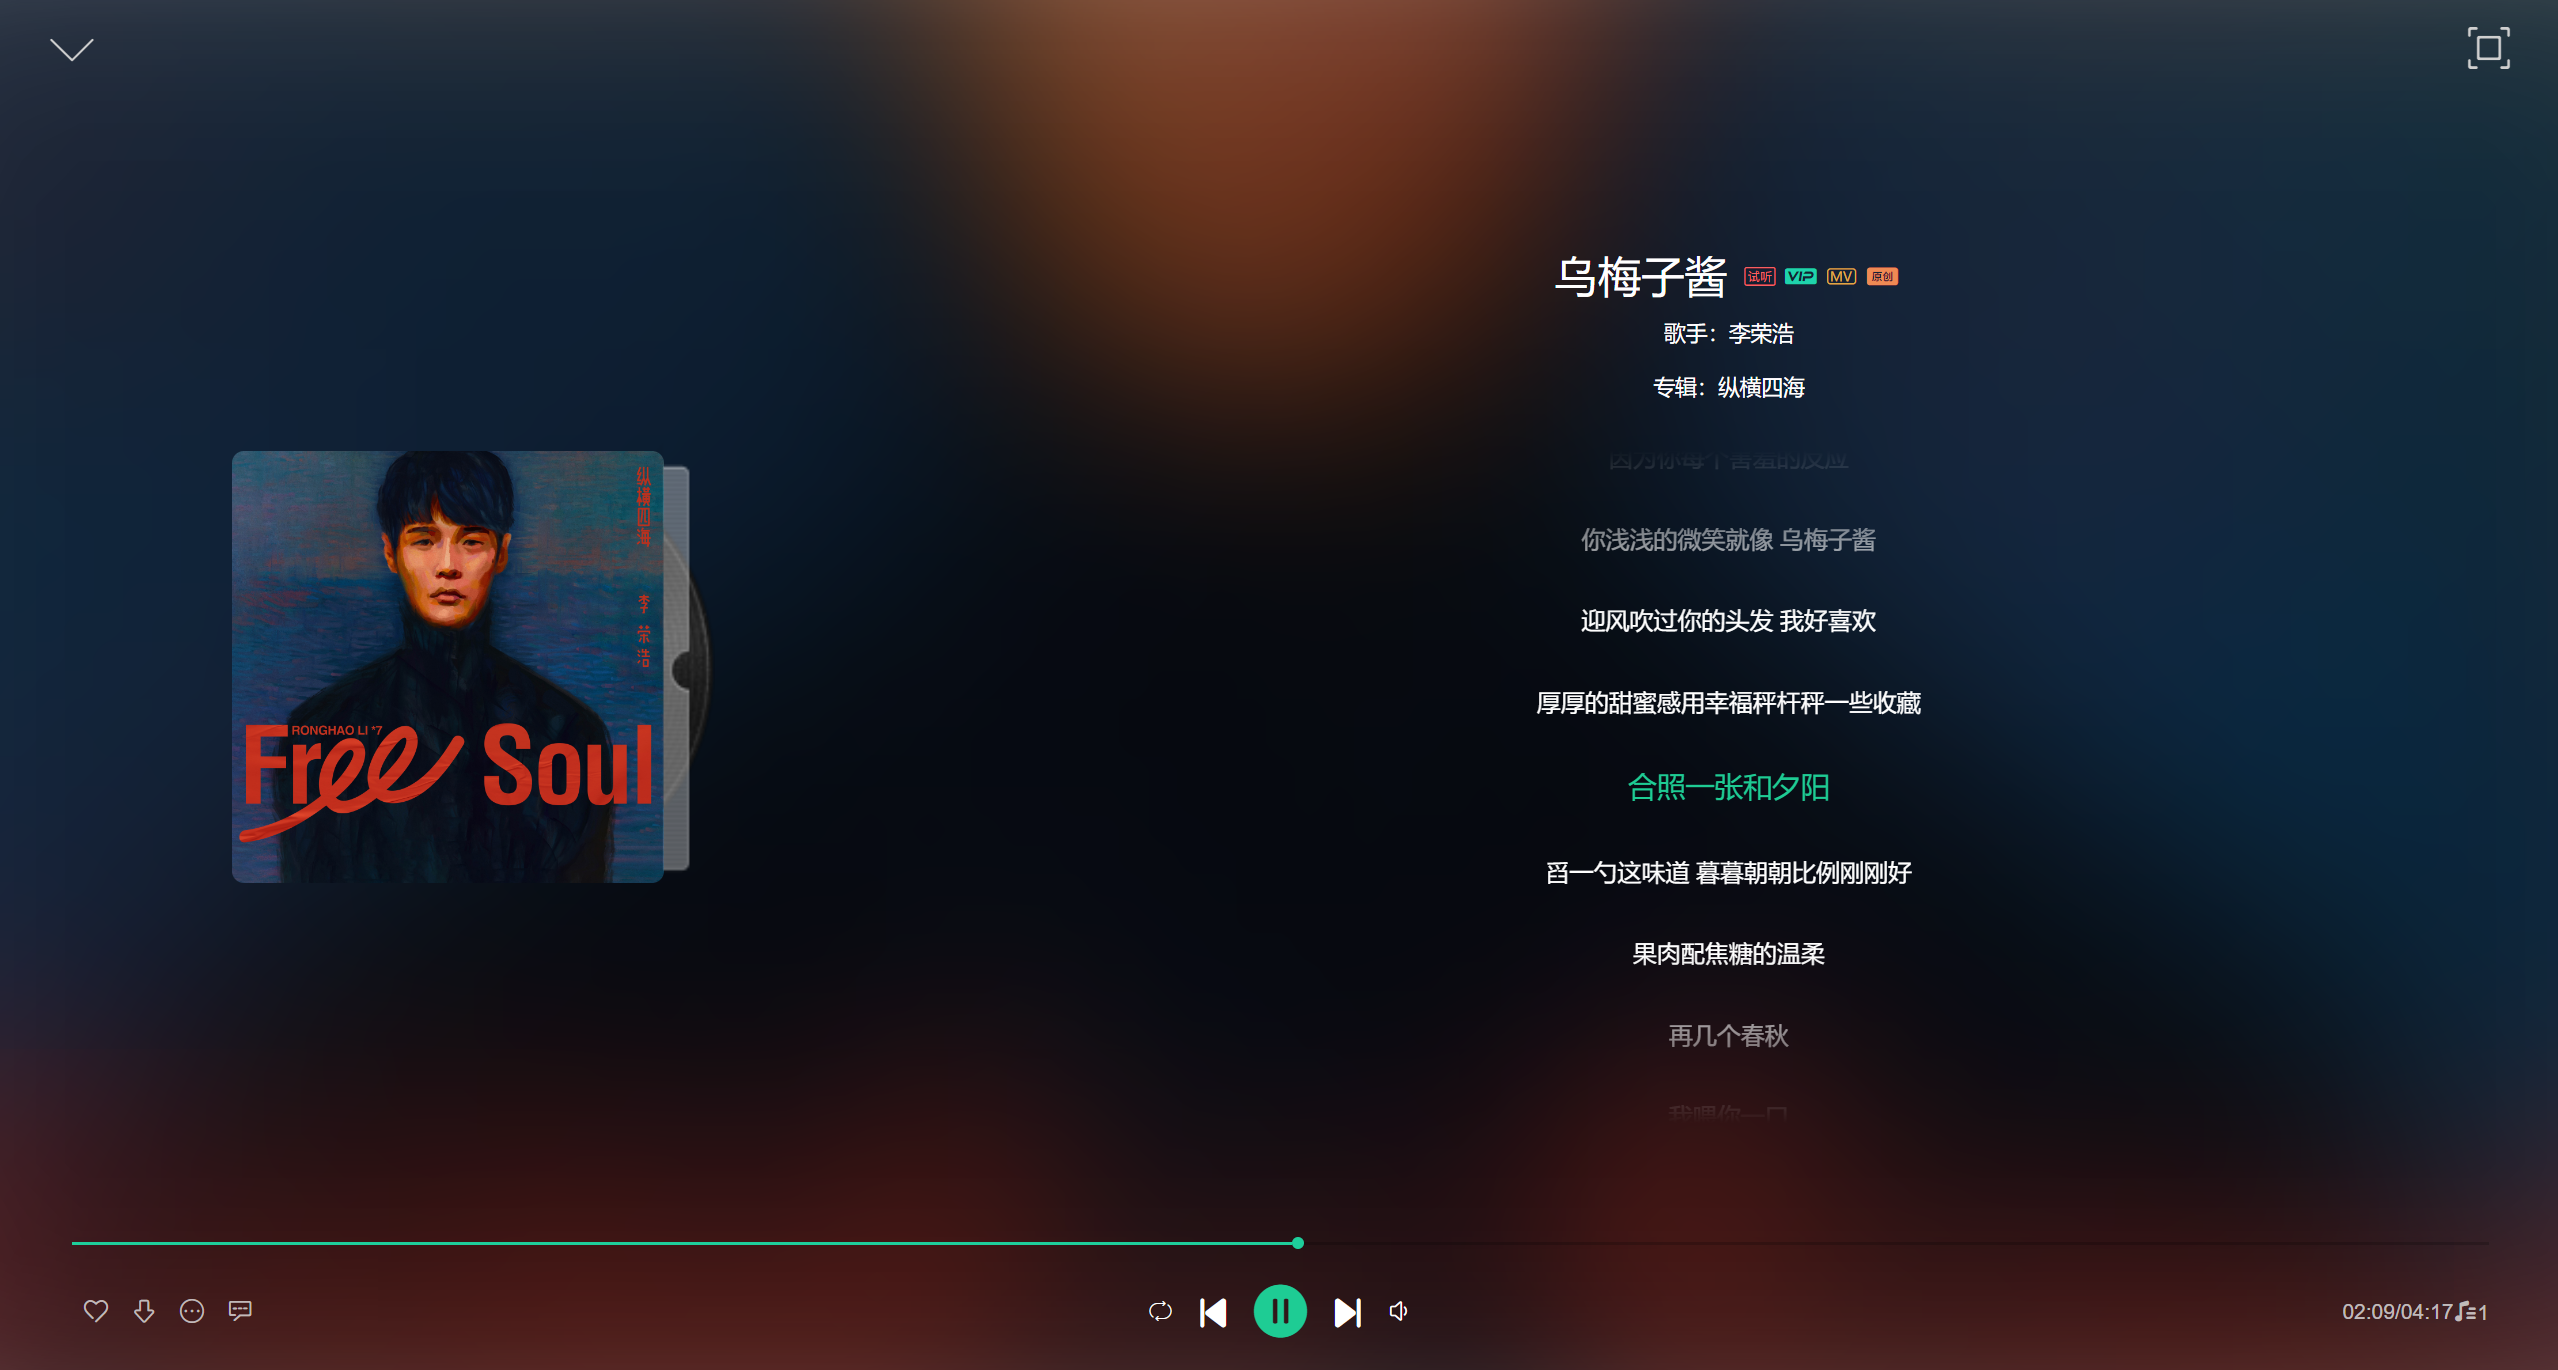 乌梅子酱 试听 VIP MV 原创
歌手：李荣浩
专辑：纵横四海
因为你每个害羞的反应
你浅浅的微笑就像 乌梅子酱
迎风吹过你的头发 我好喜欢
厚厚的甜蜜感用幸福秤杆秤一些收藏
合照一张和夕阳
舀一勺这味道 暮暮朝朝比例刚刚好
果肉配焦糖的温柔
再几个春秋
我喂你一口
纵横四海
李荣浩
RONGHAO LI *7
Free Soul
02:09/04:17
1